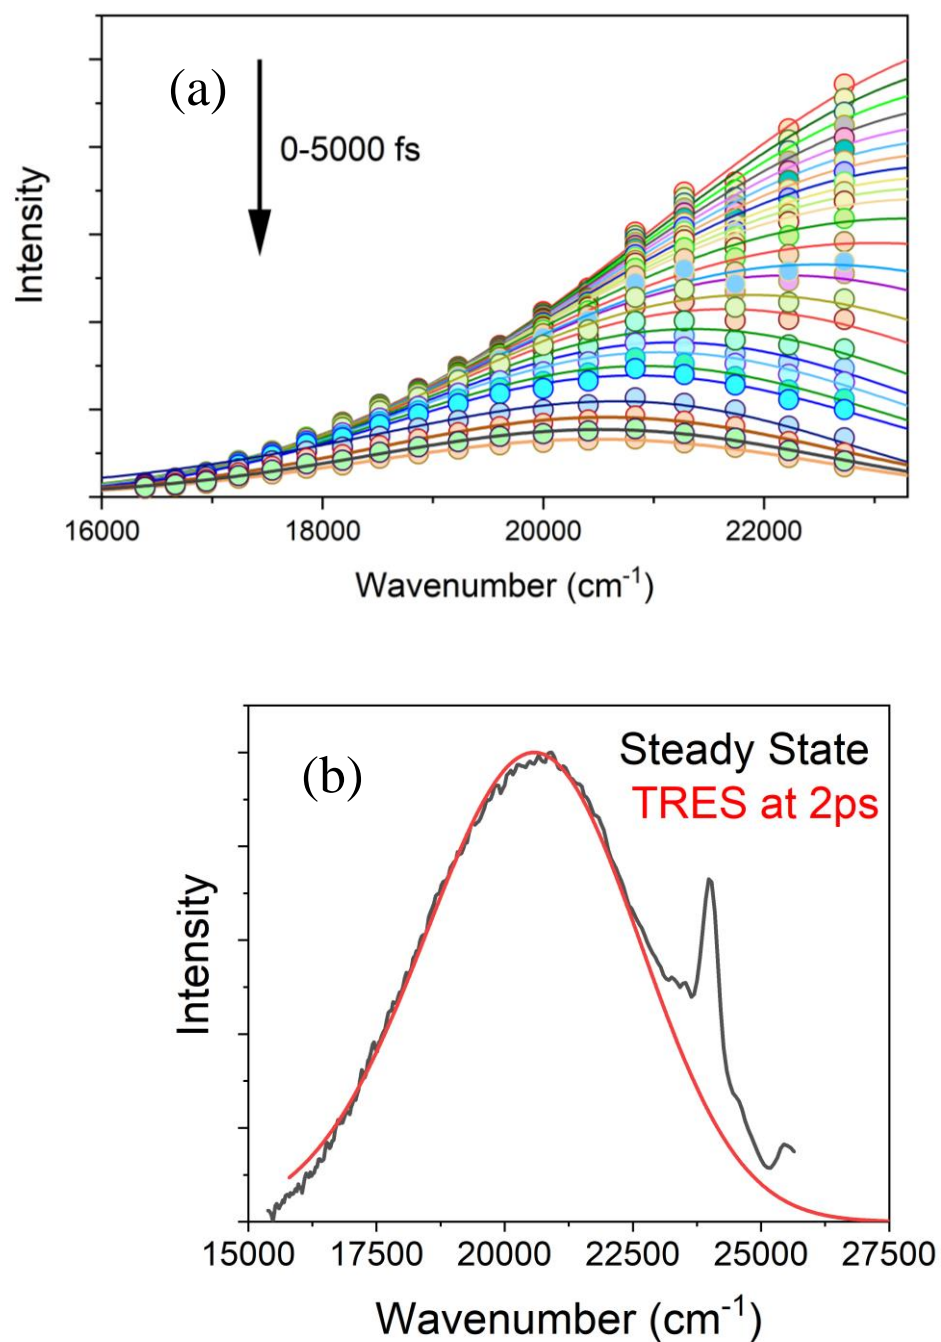 (a)
0-5000 fs
Intensity
16000 18000 20000 22000
Wavenumber (cm⁻¹)
(b)
Steady State
TRES at 2ps
Intensity
15000 17500 20000 22500 25000 27500
Wavenumber (cm⁻¹)